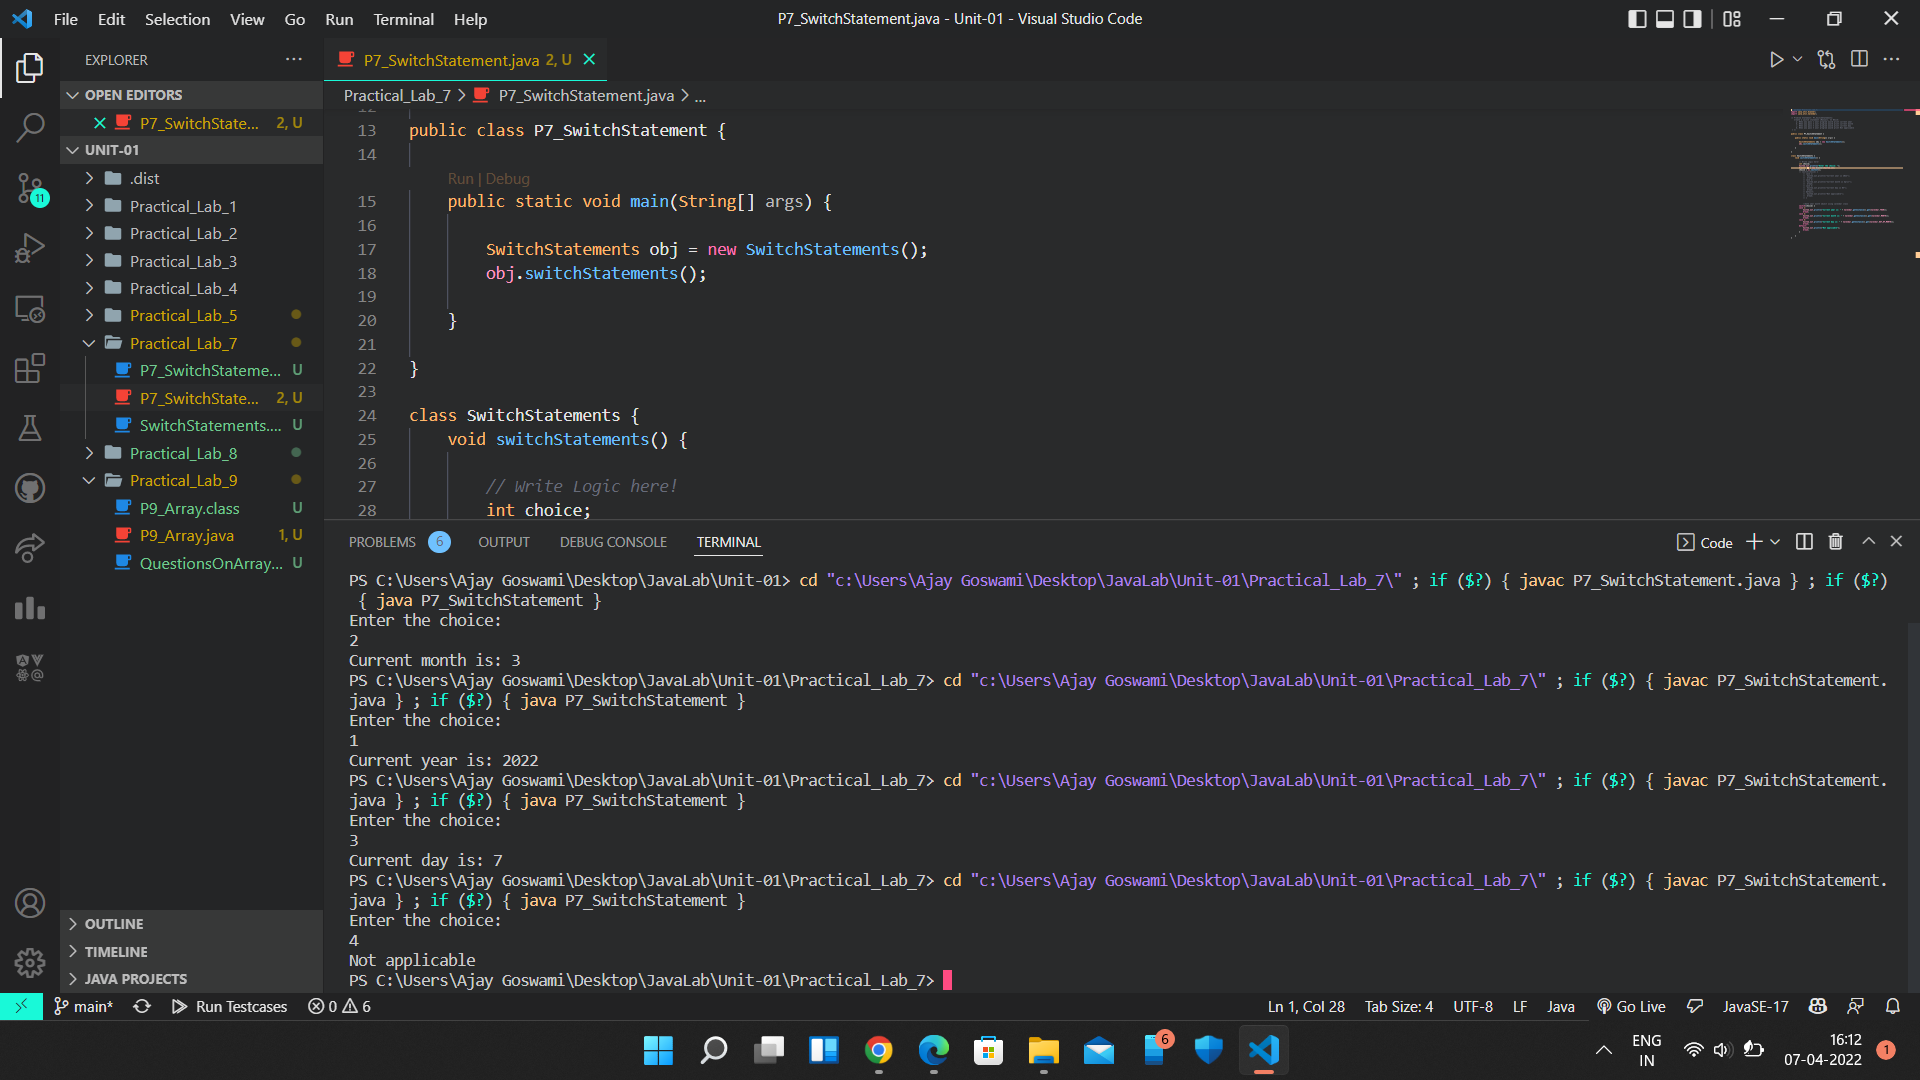 File Edit Selection View Go Run Terminal Help
P7_SwitchStatement.java - Unit-01 - Visual Studio Code
EXPLORER
P7_SwitchStatement.java 2, U
OPEN EDITORS
P7_SwitchState... 2, U
UNIT-01
.dist
Practical_Lab_1
Practical_Lab_2
Practical_Lab_3
Practical_Lab_4
Practical_Lab_5
Practical_Lab_7
P7_SwitchStateme... U
P7_SwitchState... 2, U
SwitchStatements.... U
Practical_Lab_8
Practical_Lab_9
P9_Array.class U
P9_Array.java 1, U
QuestionsOnArray... U
OUTLINE
TIMELINE
JAVA PROJECTS
11
Practical_Lab_7 > P7_SwitchStatement.java > ...
12
13 public class P7_SwitchStatement {
14
Run | Debug
15 public static void main(String[] args) {
16
17 SwitchStatements obj = new SwitchStatements();
18 obj.switchStatements();
19
20 }
21
22 }
23
24 class SwitchStatements {
25 void switchStatements() {
26
27 // Write Logic here!
28 int choice;
PROBLEMS 6 OUTPUT DEBUG CONSOLE TERMINAL
Code
PS C:\Users\Ajay Goswami\Desktop\JavaLab\Unit-01> cd "c:\Users\Ajay Goswami\Desktop\JavaLab\Unit-01\Practical_Lab_7\" ; if ($?) { javac P7_SwitchStatement.java } ; if ($?)
{ java P7_SwitchStatement }
Enter the choice:
2
Current month is: 3
PS C:\Users\Ajay Goswami\Desktop\JavaLab\Unit-01\Practical_Lab_7> cd "c:\Users\Ajay Goswami\Desktop\JavaLab\Unit-01\Practical_Lab_7\" ; if ($?) { javac P7_SwitchStatement.
java } ; if ($?) { java P7_SwitchStatement }
Enter the choice:
1
Current year is: 2022
PS C:\Users\Ajay Goswami\Desktop\JavaLab\Unit-01\Practical_Lab_7> cd "c:\Users\Ajay Goswami\Desktop\JavaLab\Unit-01\Practical_Lab_7\" ; if ($?) { javac P7_SwitchStatement.
java } ; if ($?) { java P7_SwitchStatement }
Enter the choice:
3
Current day is: 7
PS C:\Users\Ajay Goswami\Desktop\JavaLab\Unit-01\Practical_Lab_7> cd "c:\Users\Ajay Goswami\Desktop\JavaLab\Unit-01\Practical_Lab_7\" ; if ($?) { javac P7_SwitchStatement.
java } ; if ($?) { java P7_SwitchStatement }
Enter the choice:
4
Not applicable
PS C:\Users\Ajay Goswami\Desktop\JavaLab\Unit-01\Practical_Lab_7>
main* Run Testcases 0 6 Ln 1, Col 28 Tab Size: 4 UTF-8 LF Java Go Live JavaSE-17
6
ENG
IN
16:12
07-04-2022
1